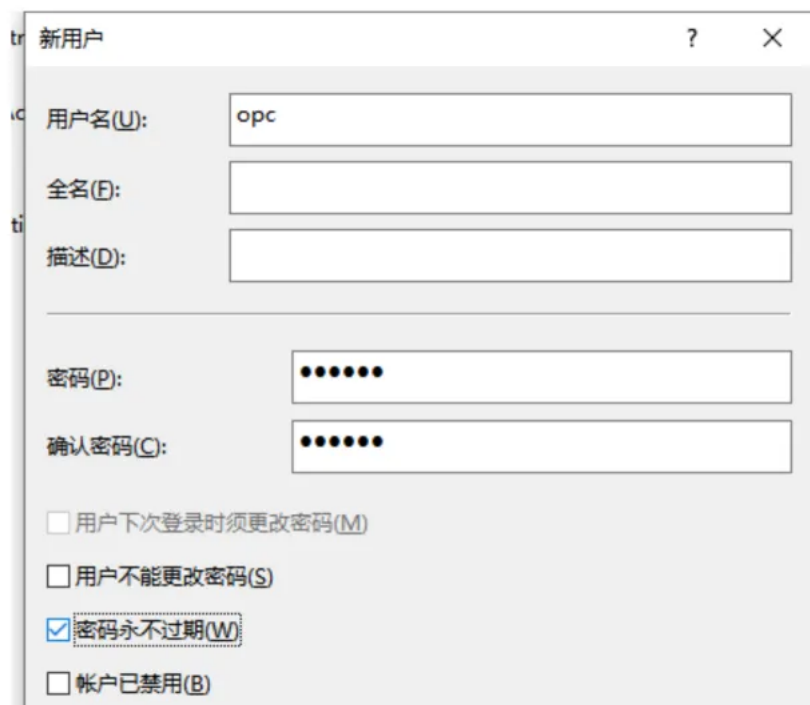 tr
新用户
?
用户名(U):
opc
全名(F):
描述(D):
ti
密码(P):
●●●●●●
确认密码(C):
●●●●●●
用户下次登录时须更改密码(M)
用户不能更改密码(S)
密码永不过期(W)
帐户已禁用(B)